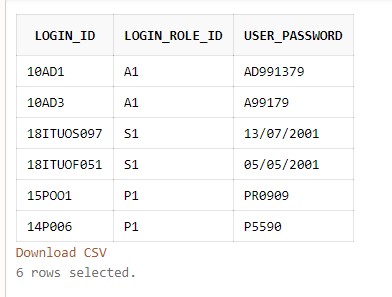 LOGIN_ID LOGIN_ROLE_ID USER_PASSWORD
10AD1 A1 AD991379
10AD3 A1 A99179
18ITUOS097 S1 13/07/2001
18ITUOF051 S1 05/05/2001
15POO1 P1 PR0909
14P006 P1 P5590
Download CSV
6 rows selected.